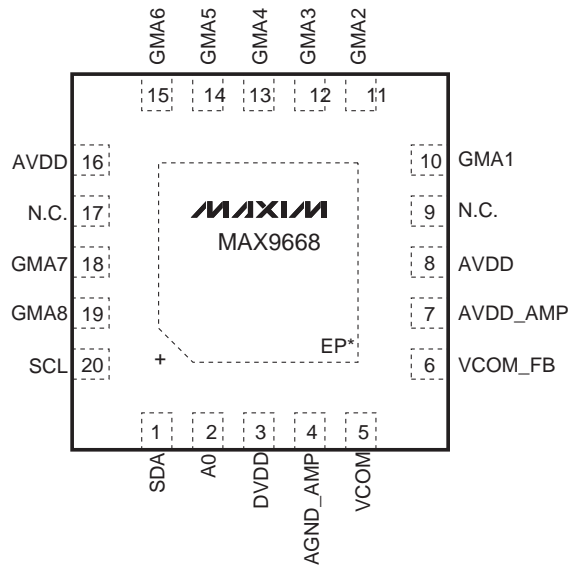 GMA6 GMA5 GMA4 GMA3 GMA2
15 14 13 12 11
AVDD 16
N.C. 17
GMA7 18
GMA8 19
SCL 20
MAXIM
MAX9668
EP*
+
10 GMA1
9 N.C.
8 AVDD
7 AVDD_AMP
6 VCOM_FB
1 2 3 4 5
SDA A0 DVDD AGND_AMP VCOM